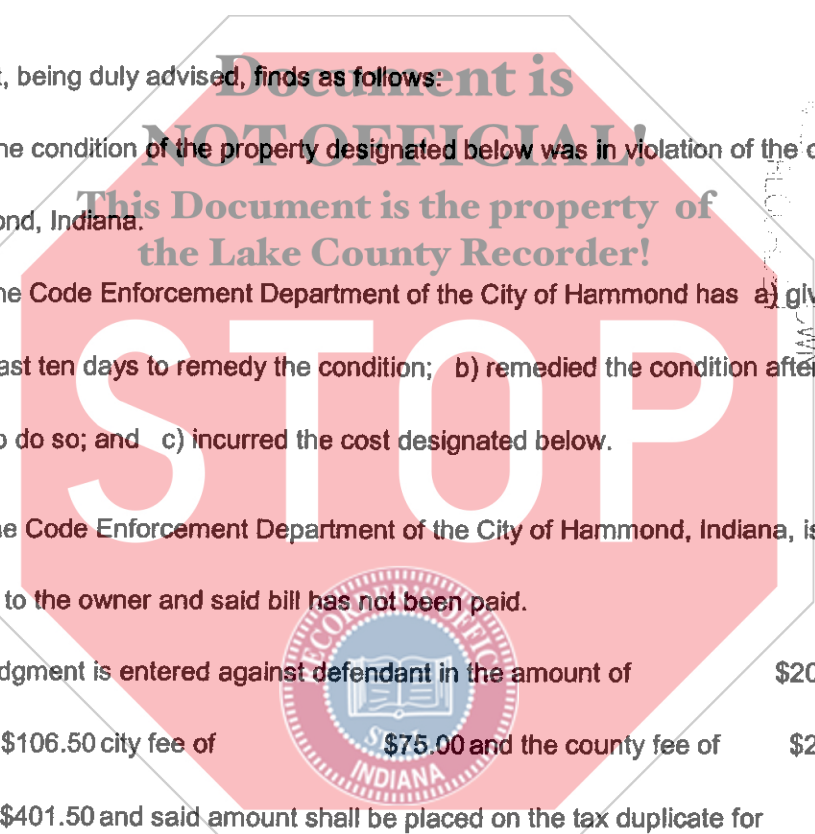 , being duly advised, finds as follows:
Document is
NOT OFFICIAL!
the condition of the property designated below was in violation of the
This Document is the property of
ond, Indiana.
the Lake County Recorder!
the Code Enforcement Department of the City of Hammond has a)
ast ten days to remedy the condition; b) remedied the condition after
STOP
o do so; and c) incurred the cost designated below.
e Code Enforcement Department of the City of Hammond, Indiana, is
to the owner and said bill has not been paid.
RECORDER'S OFFICE
dgment is entered against defendant in the amount of $20
$106.50 city fee of $75.00 and the county fee of $2
SEAL
INDIANA
$401.50 and said amount shall be placed on the tax duplicate for